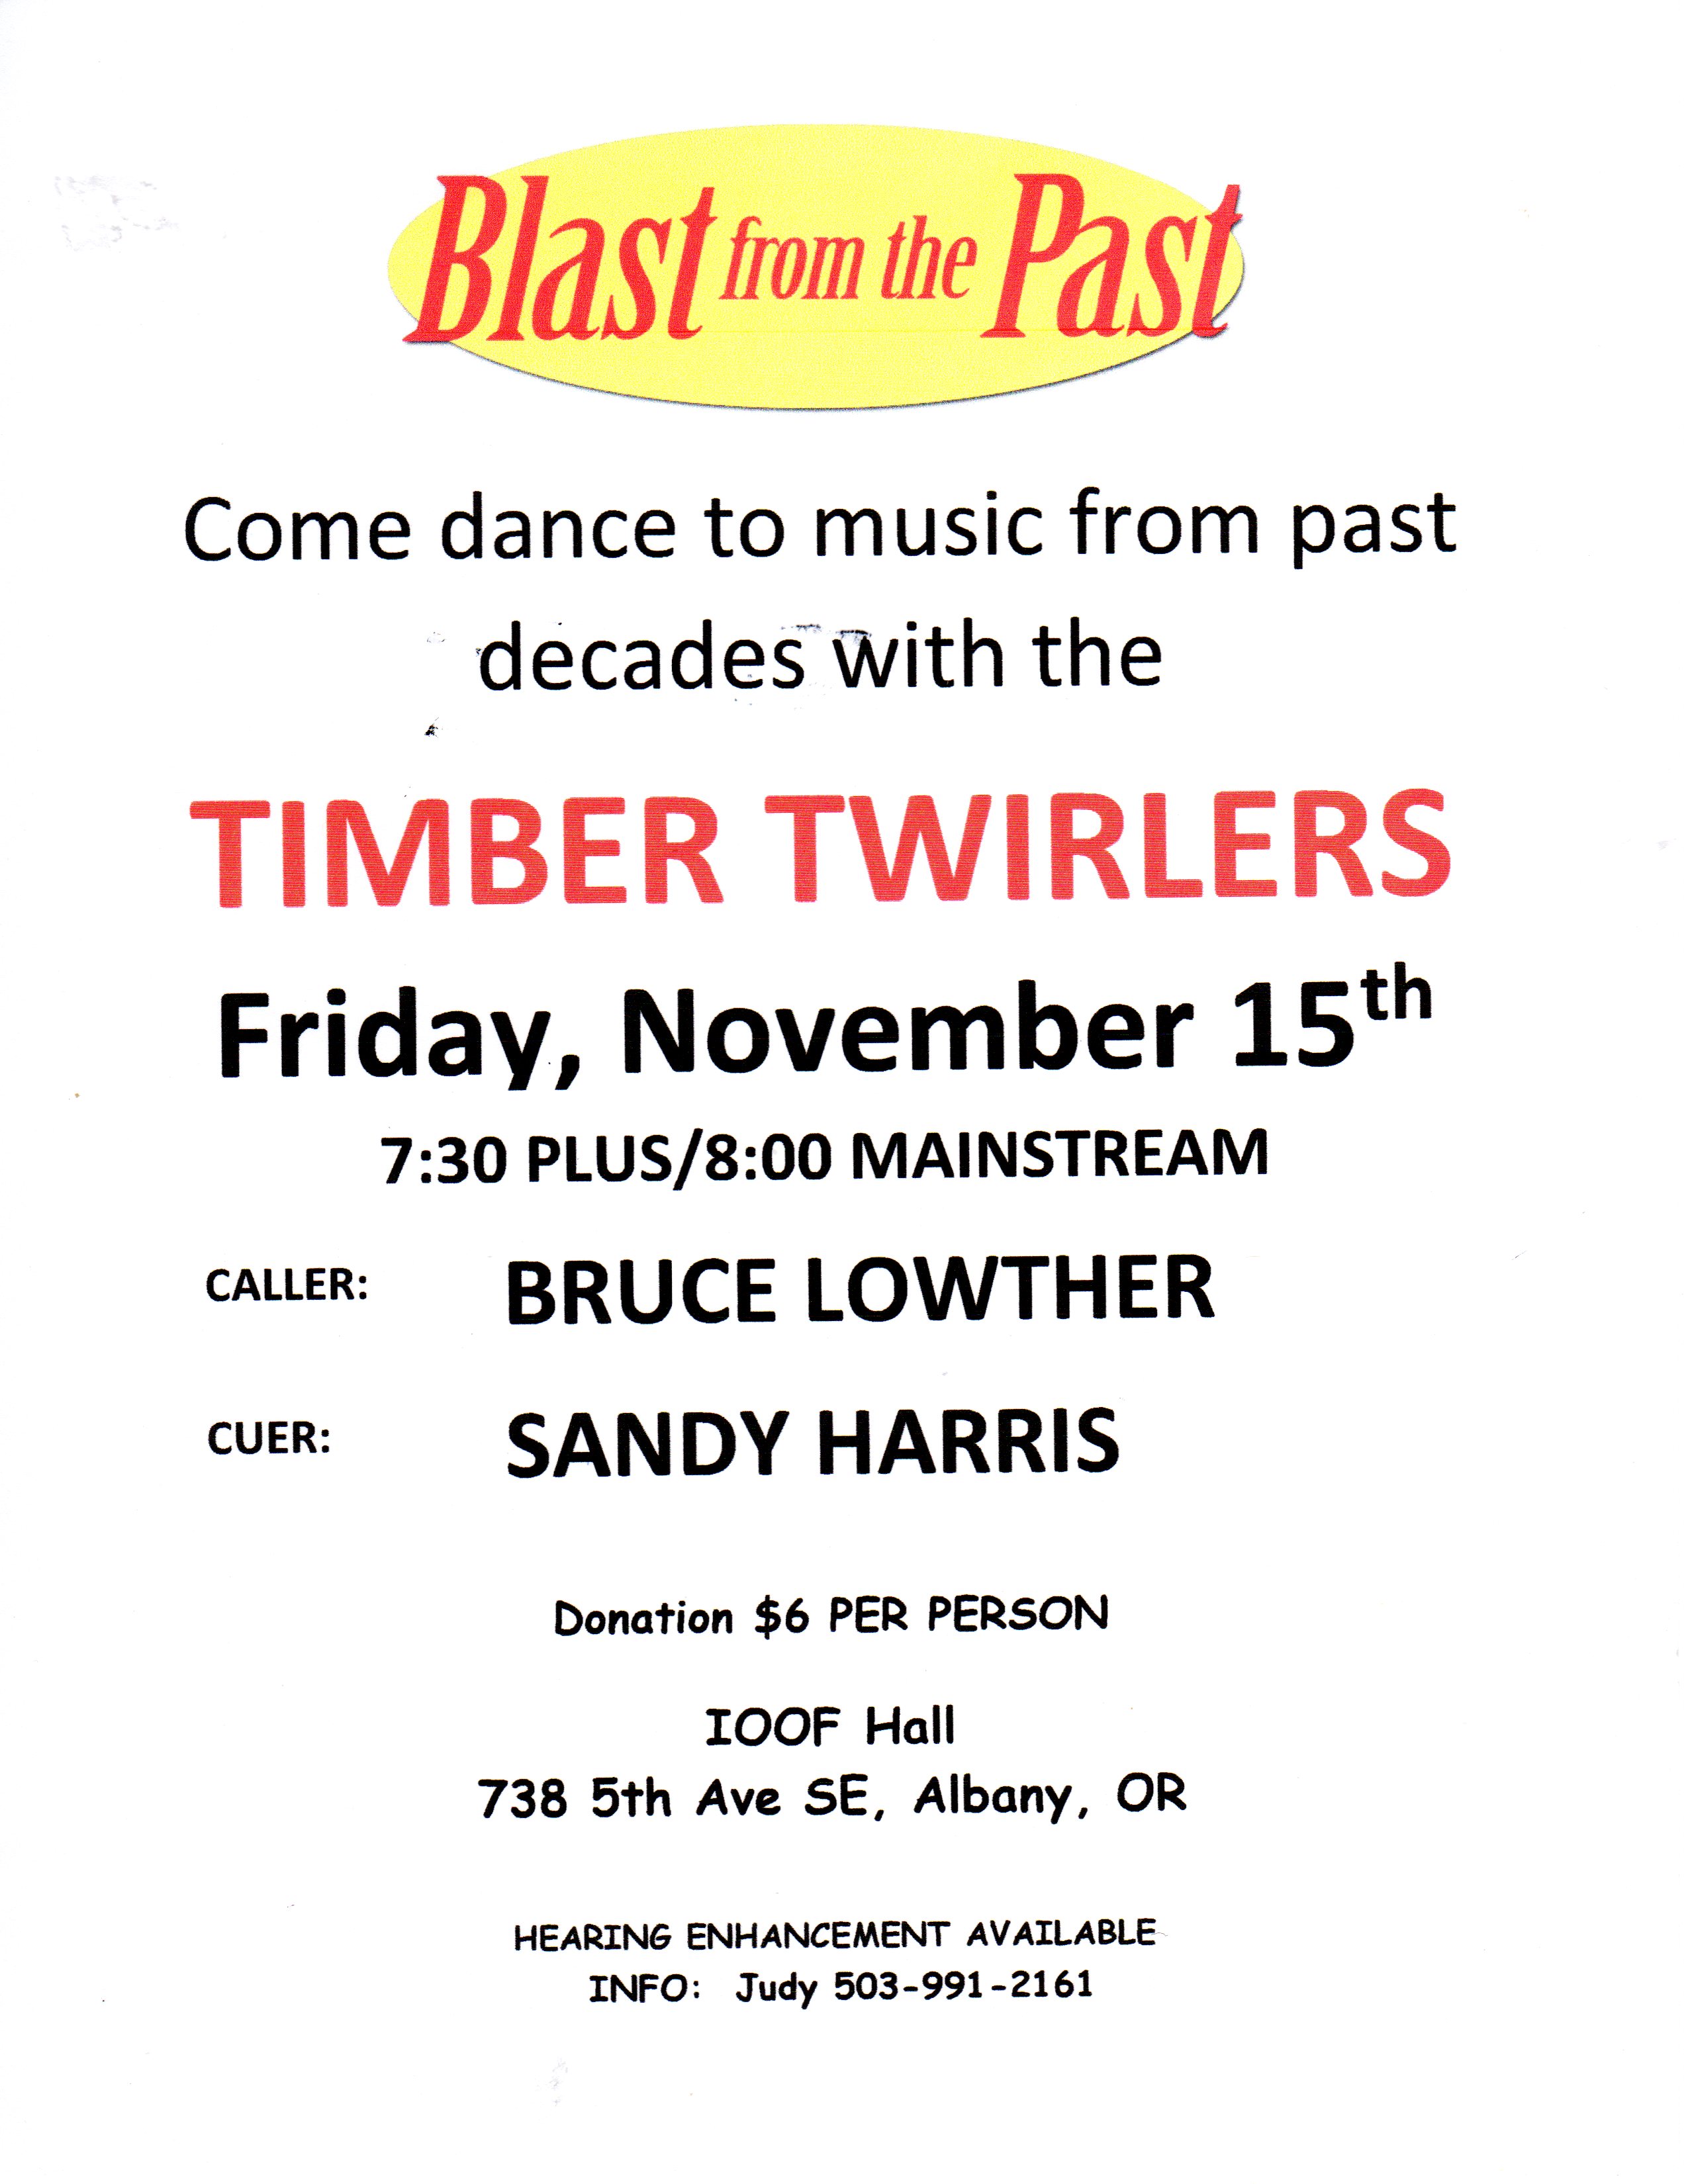 Blast from the Past
Come dance to music from past
decades with the
TIMBER TWIRLERS
Friday, November 15th
7:30 PLUS/8:00 MAINSTREAM
CALLER: BRUCE LOWTHER
CUER: SANDY HARRIS
Donation $6 PER PERSON
IOOF Hall
738 5th Ave SE, Albany, OR
HEARING ENHANCEMENT AVAILABLE
INFO: Judy 503-991-2161